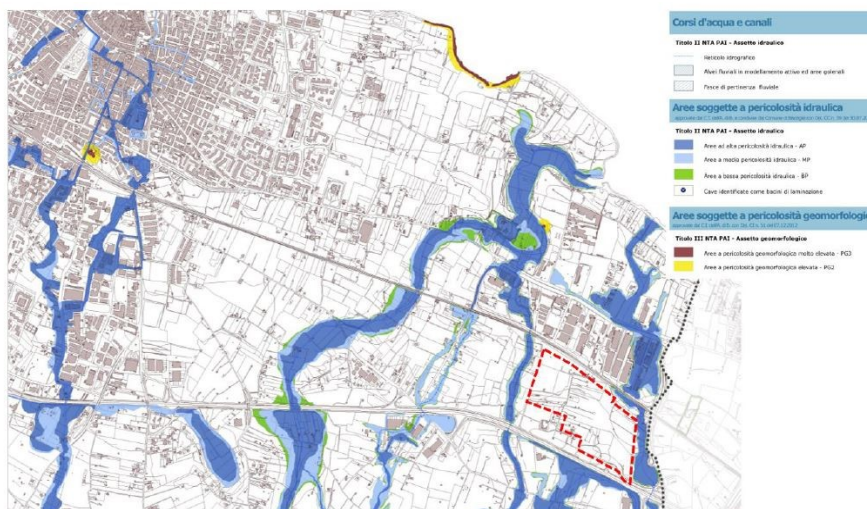 Corsi d'acqua e canali
Titolo II NTA PAI - Assetto idraulico
Reticolo idrografico
Alvei fluviali in modellamento attivo ed aree golenali
Fasce di pertinenza fluviale
Aree soggette a pericolosità idraulica
Titolo II NTA PAI - Assetto idraulico
Aree ad alta pericolosità idraulica - AP
Aree a media pericolosità idraulica - MP
Aree a bassa pericolosità idraulica - BP
Cave identificate come bacini di laminazione
Aree soggette a pericolosità geomorfologic
Titolo III NTA PAI - Assetto geomorfologico
Area a pericolosità geomorfologica molto elevata - PG3
Area a pericolosità geomorfologica elevata - PG2